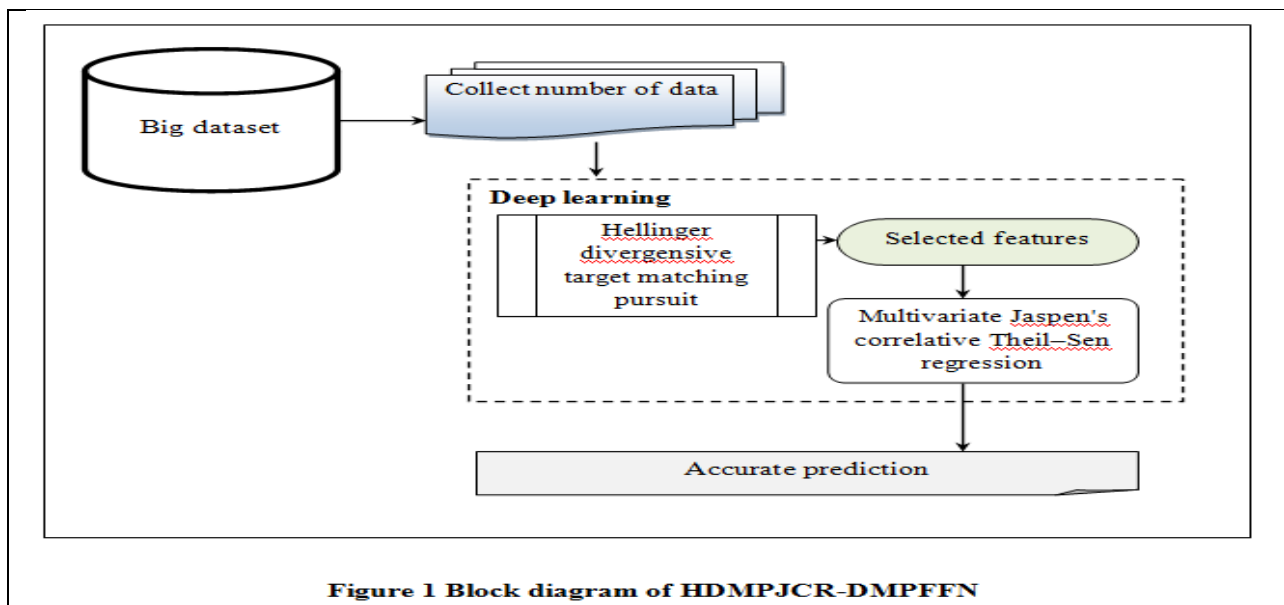 Big dataset
Collect number of data
Deep learning
Hellinger
divergensive
target matching
pursuit
Selected features
Multivariate Jaspen's
correlative Theil–Sen
regression
Accurate prediction
Figure 1 Block diagram of HDMPJCR-DMPFFN